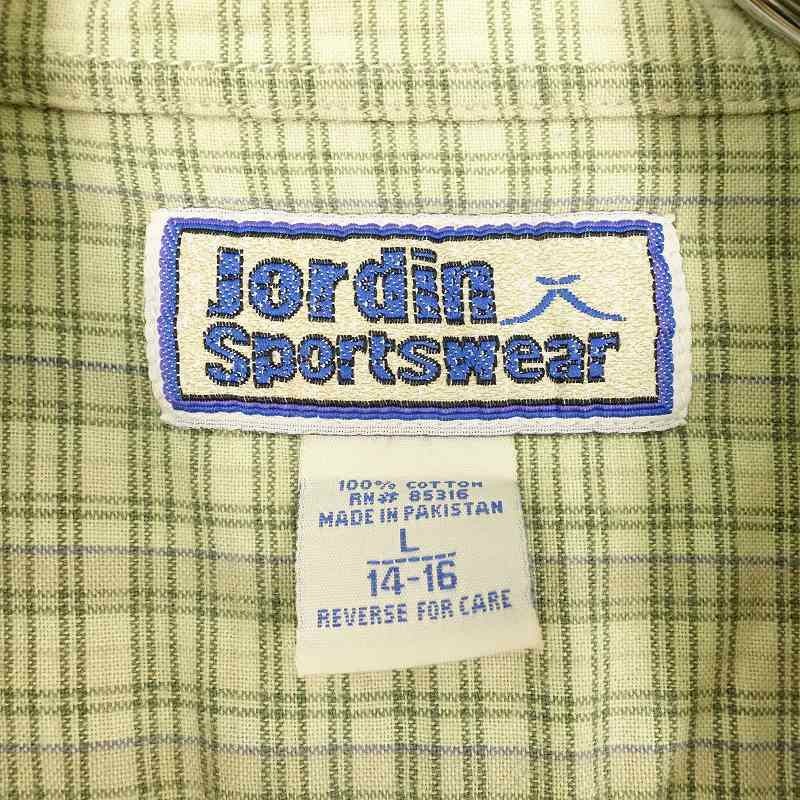 Jordin
Sportswear
100% COTTON
RN# 85316
MADE IN PAKISTAN
L
14-16
REVERSE FOR CARE